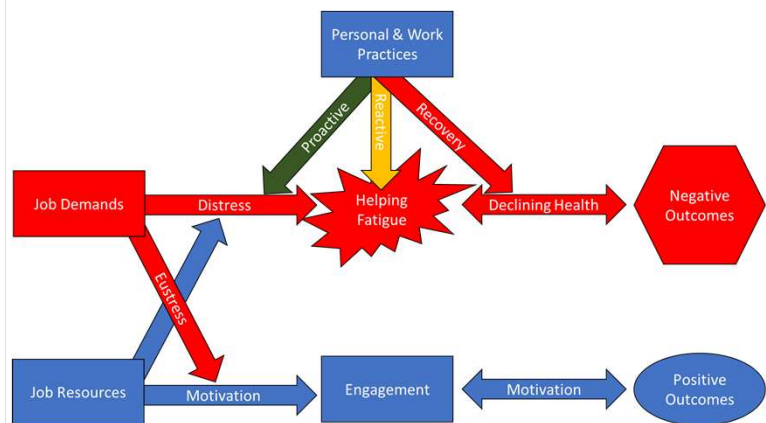 Personal & Work
Practices
Proactive
Reactive
Recovery
Job Demands
Distress
Helping
Fatigue
Declining Health
Negative
Outcomes
Eustress
Job Resources
Motivation
Engagement
Motivation
Positive
Outcomes